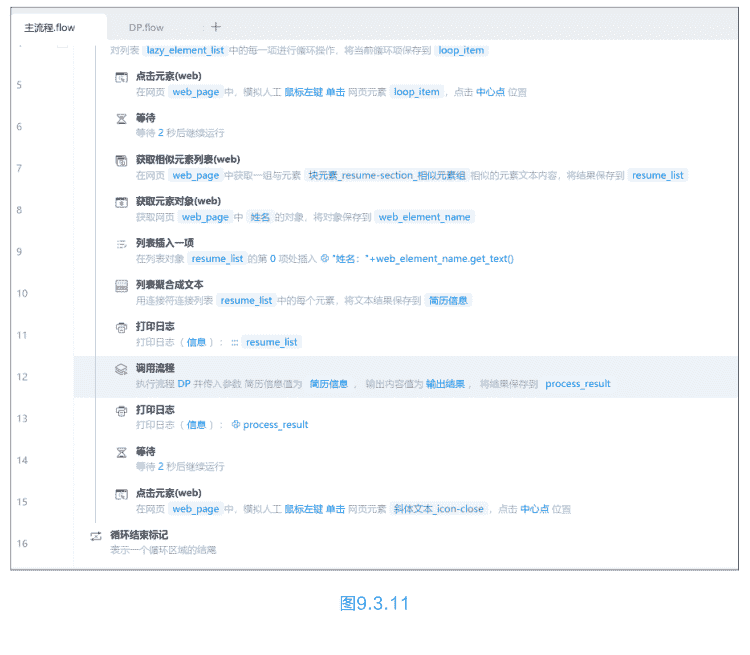 主流程.flow DP.flow +
对列表 lazy_element_list 中的每一项进行循环操作，将当前循环项保存到 loop_item
5 点击元素(web)
在网页 web_page 中，模拟人工 鼠标左键 单击 网页元素 loop_item ，点击 中心点 位置
6 等待
等待 2 秒后继续运行
7 获取相似元素列表(web)
在网页 web_page 中获取一组与元素 块元素_resume-section_相似元素组 相似的元素文本内容，将结果保存到 resume_list
8 获取元素对象(web)
获取网页 web_page 中 姓名 的对象，将对象保存到 web_element_name
9 列表插入一项
在列表对象 resume_list 的第 0 项处插入 "姓名："+web_element_name.get_text()
10 列表聚合成文本
用连接符连接列表 resume_list 中的每个元素，将文本结果保存到 简历信息
11 打印日志
打印日志（ 信息 ）： resume_list
12 调用流程
执行流程 DP 并传入参数 简历信息值为 简历信息 ， 输出内容值为 输出结果 ， 将结果保存到 process_result
13 打印日志
打印日志（ 信息 ）： process_result
14 等待
等待 2 秒后继续运行
15 点击元素(web)
在网页 web_page 中，模拟人工 鼠标左键 单击 网页元素 斜体文本_icon-close ，点击 中心点 位置
16 循环结束标记
表示一个循环区域的结尾
图9.3.11